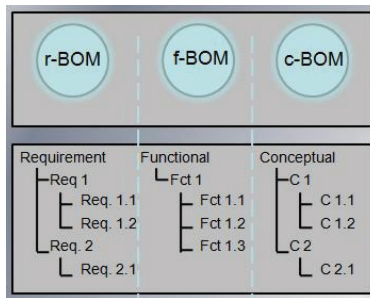 r-BOM
f-BOM
c-BOM
Requirement
Req 1
Req. 1.1
Req. 1.2
Req. 2
Req. 2.1
Functional
Fct 1
Fct 1.1
Fct 1.2
Fct 1.3
Conceptual
C 1
C 1.1
C 1.2
C 2
C 2.1